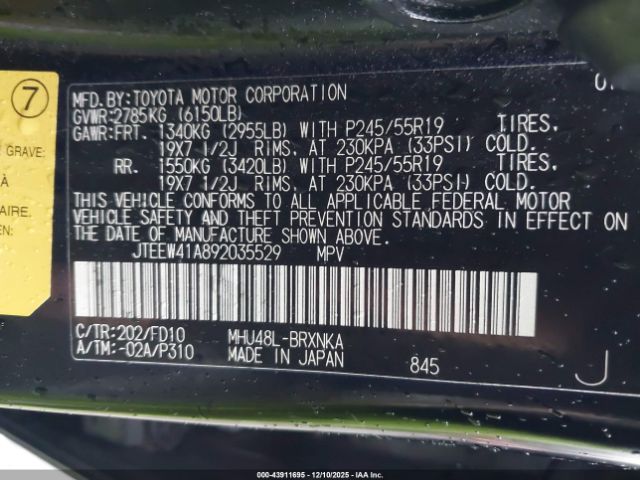 7
E GRAVE:
À
AIRE.
MFD. BY: TOYOTA MOTOR CORPORATION
GVWR: 2785KG (6150LB)
GAWR: FRT. 1340KG (2955LB) WITH P245/55R19 TIRES.
19X7 1/2J RIMS. AT 230KPA (33PSI) COLD.
RR. 1550KG (3420LB) WITH P245/55R19 TIRES.
19X7 1/2J RIMS. AT 230KPA (33PSI) COLD.
THIS VEHICLE CONFORMS TO ALL APPLICABLE FEDERAL MOTOR
VEHICLE SAFETY AND THEFT PREVENTION STANDARDS IN EFFECT ON
THE DATE OF MANUFACTURE SHOWN ABOVE.
JTEEW41A892035529 MPV
C/TR: 202/FD10 MHU48L-BRXNKA
A/TM: -02A/P310 MADE IN JAPAN 845 J
000-43911695 - 12/10/2025 - IAAI Inc.